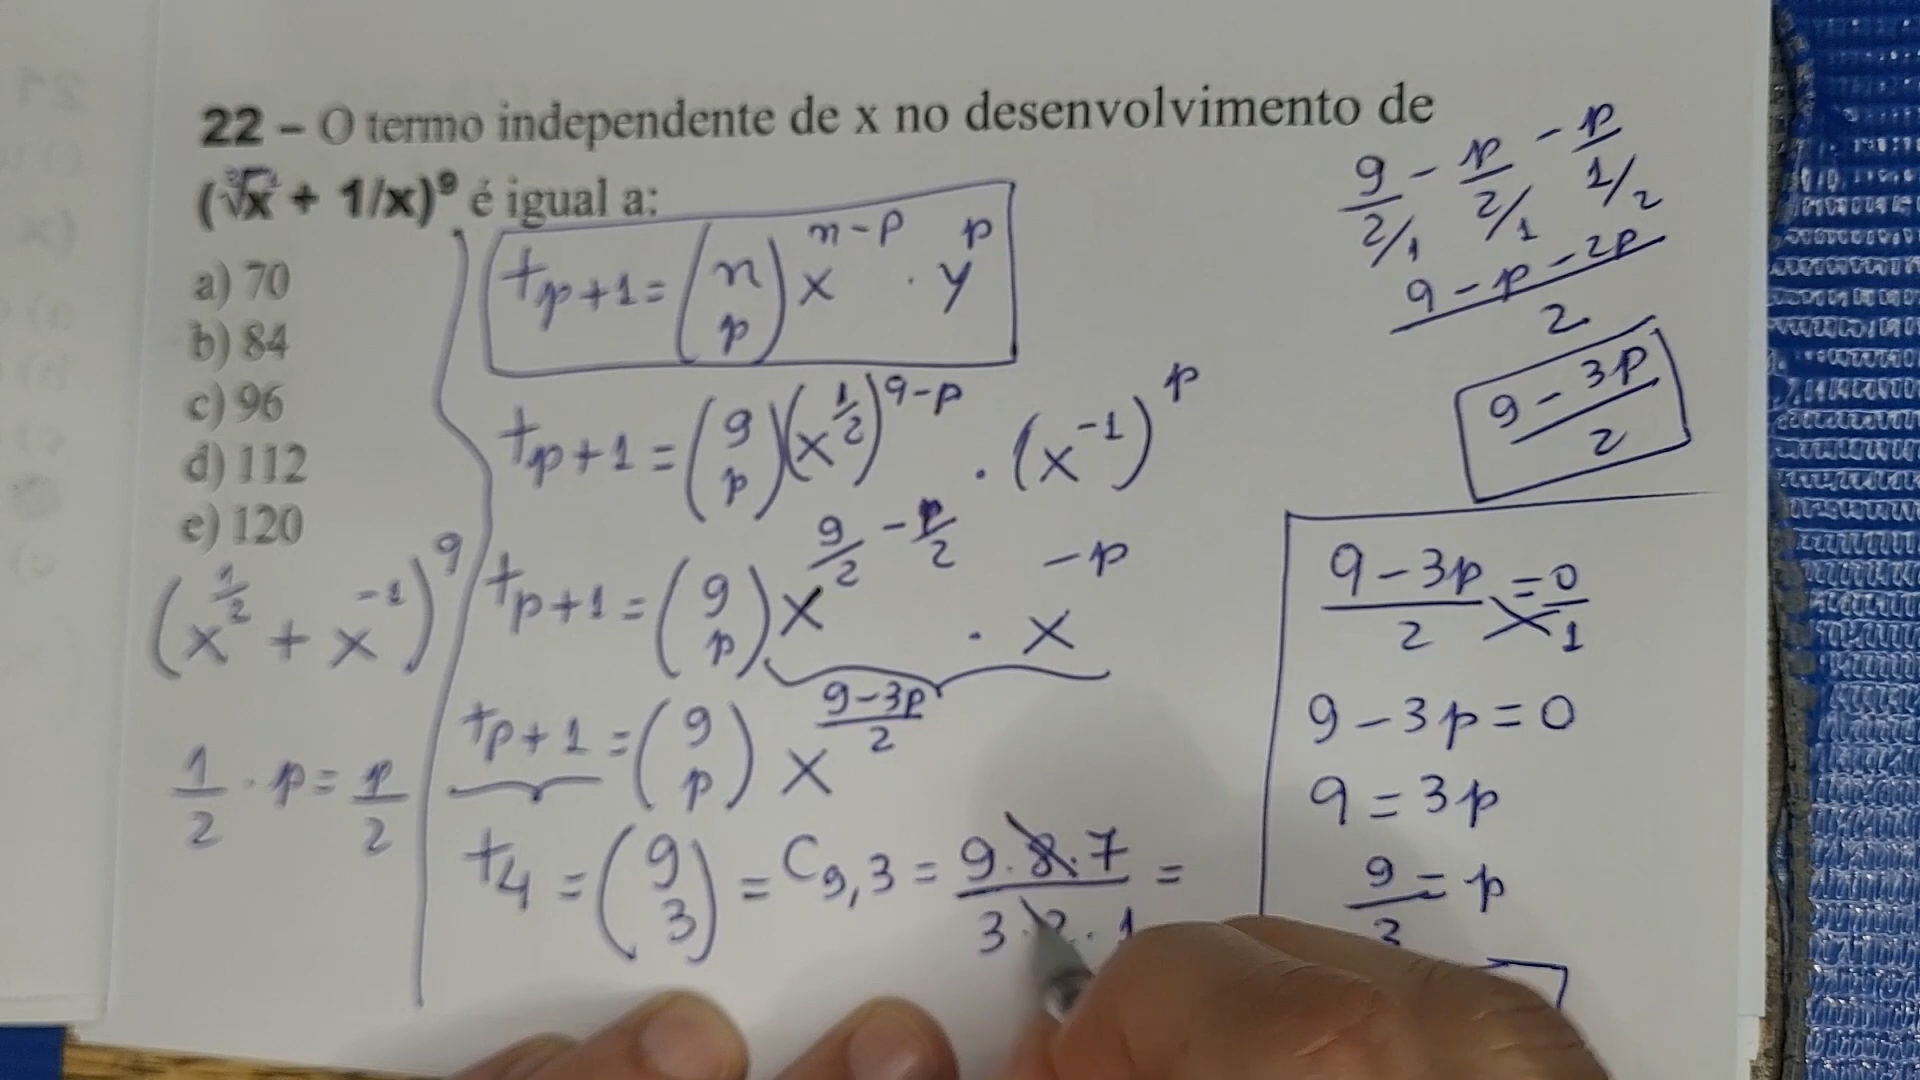 22 – O termo independente de x no desenvolvimento de
(√x + 1/x)⁹ é igual a:
a) 70
b) 84
c) 96
d) 112
e) 120
(x^(1/2) + x^(-1))^9
1/2 · p = p/2
t_(p+1) = (n p) x^(n-p) · y^p
t_(p+1) = (9 p)(x^(1/2))^(9-p) · (x^(-1))^p
t_(p+1) = (9 p) x^(9/2 - p/2) · x^(-p)
t_(p+1) = (9 p) x^((9-3p)/2)
t_4 = (9 3) = C_(9,3) = 9·8·7 / 3·2·1 =
9/2/1 - p/2/1 - p/1/2
9-p-2p / 2
9-3p / 2
9-3p / 2 = 0/1
9-3p=0
9=3p
9/3 = p